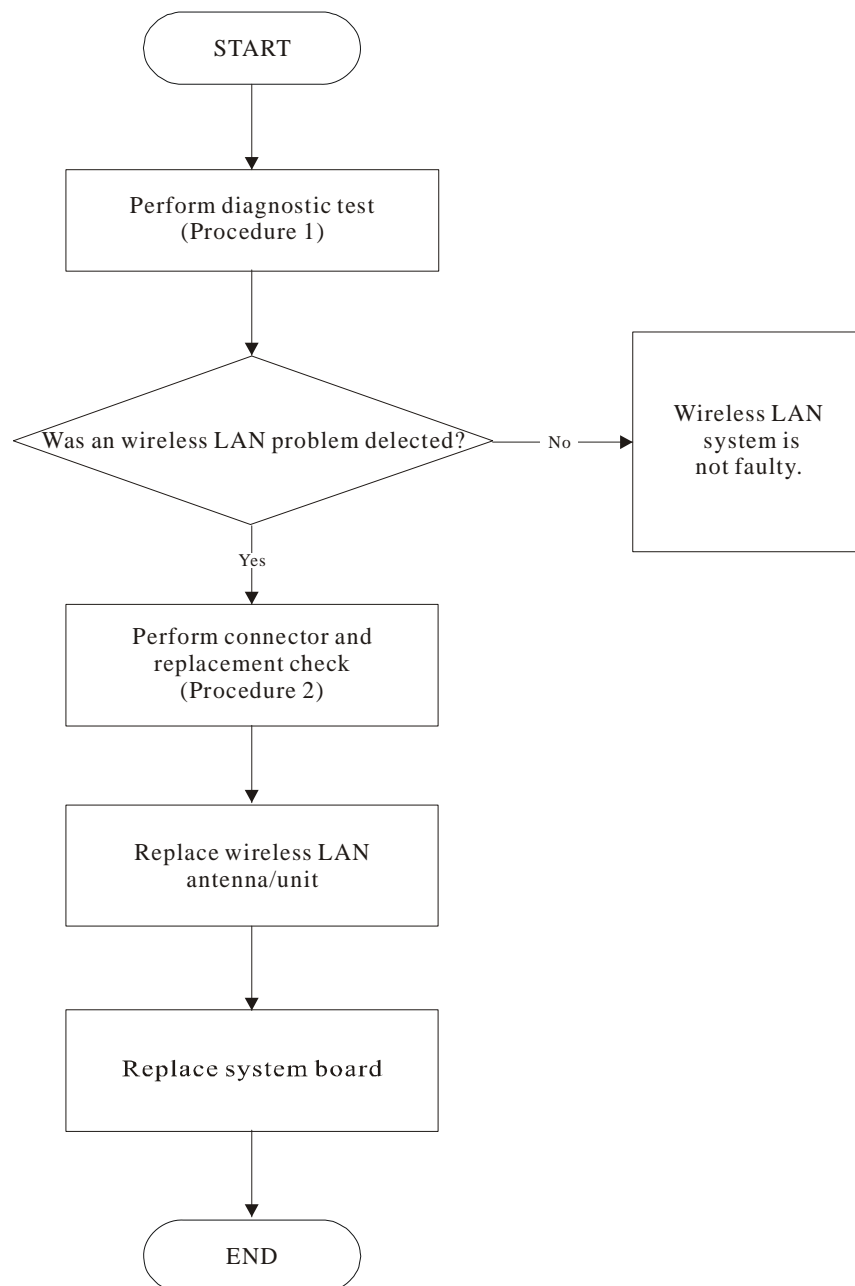 START
Perform diagnostic test
(Procedure 1)
Was an wireless LAN problem delected?
No
Wireless LAN
system is
not faulty.
Yes
Perform connector and
replacement check
(Procedure 2)
Replace wireless LAN
antenna/unit
Replace system board
END